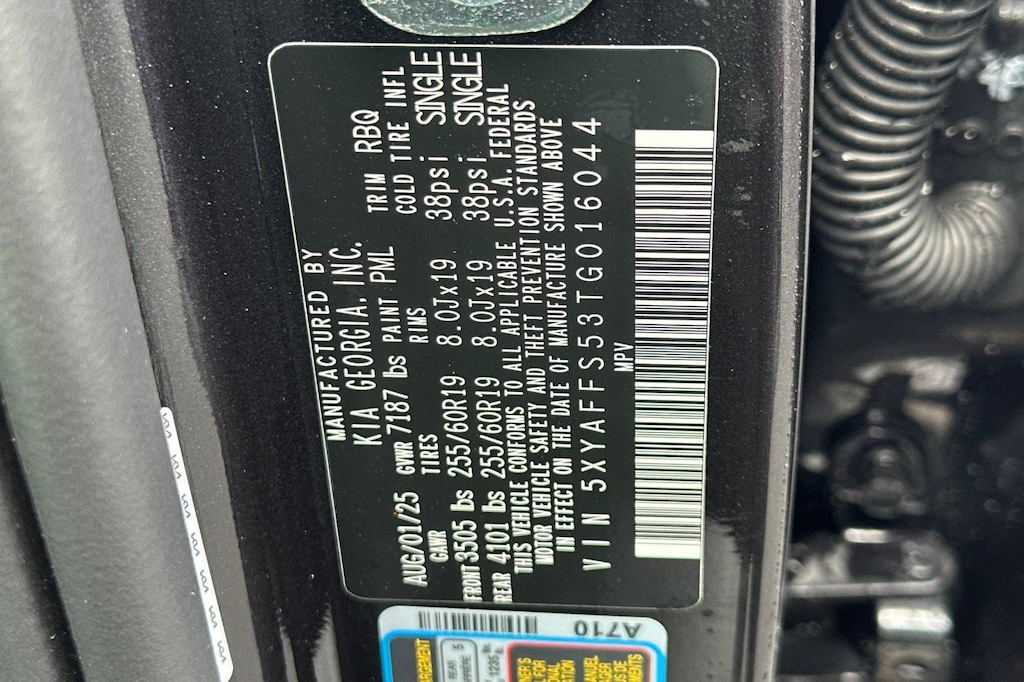 MANUFACTURED BY
KIA GEORGIA, INC.
AUG/01/25 GVWR 7187 lbs PAINT PML TRIM RBQ
GAWR TIRES RIMS COLD TIRE INFL
FRONT 3505 lbs 255/60R19 8.0Jx19 38psi SINGLE
REAR 4101 lbs 255/60R19 8.0Jx19 38psi SINGLE
THIS VEHICLE CONFORMS TO ALL APPLICABLE U.S.A. FEDERAL
MOTOR VEHICLE SAFETY AND THEFT PREVENTION STANDARDS
IN EFFECT ON THE DATE OF MANUFACTURE SHOWN ABOVE
VIN 5XYAFFS53TG016044
MPV
A710
REAR 5